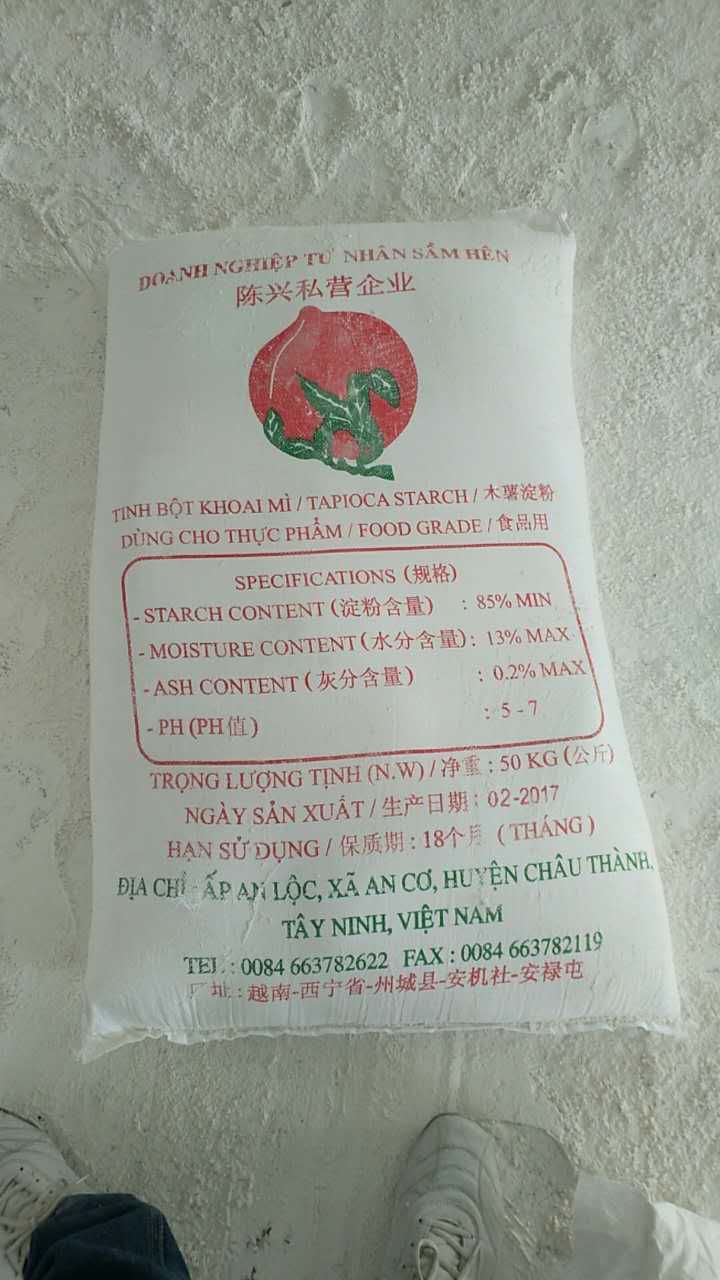 DOANH NGHIỆP TƯ NHÂN SẦM HÊN
陈兴私营企业
TINH BỘT KHOAI MÌ / TAPIOCA STARCH / 木薯淀粉
DÙNG CHO THỰC PHẨM / FOOD GRADE / 食品用
SPECIFICATIONS (规格)
- STARCH CONTENT (淀粉含量) : 85% MIN
- MOISTURE CONTENT (水分含量) : 13% MAX
- ASH CONTENT (灰分含量) : 0.2% MAX
- PH (PH值) : 5 - 7
TRỌNG LƯỢNG TỊNH (N.W) / 净重 : 50 KG (公斤)
NGÀY SẢN XUẤT / 生产日期 : 02-2017
HẠN SỬ DỤNG / 保质期 : 18个月 (THÁNG)
ĐỊA CHỈ : ẤP AN LỘC, XÃ AN CƠ, HUYỆN CHÂU THÀNH,
TÂY NINH, VIỆT NAM
TEL : 0084 663782622 FAX : 0084 663782119
址 : 越南-西宁省-州城县-安机社-安禄屯